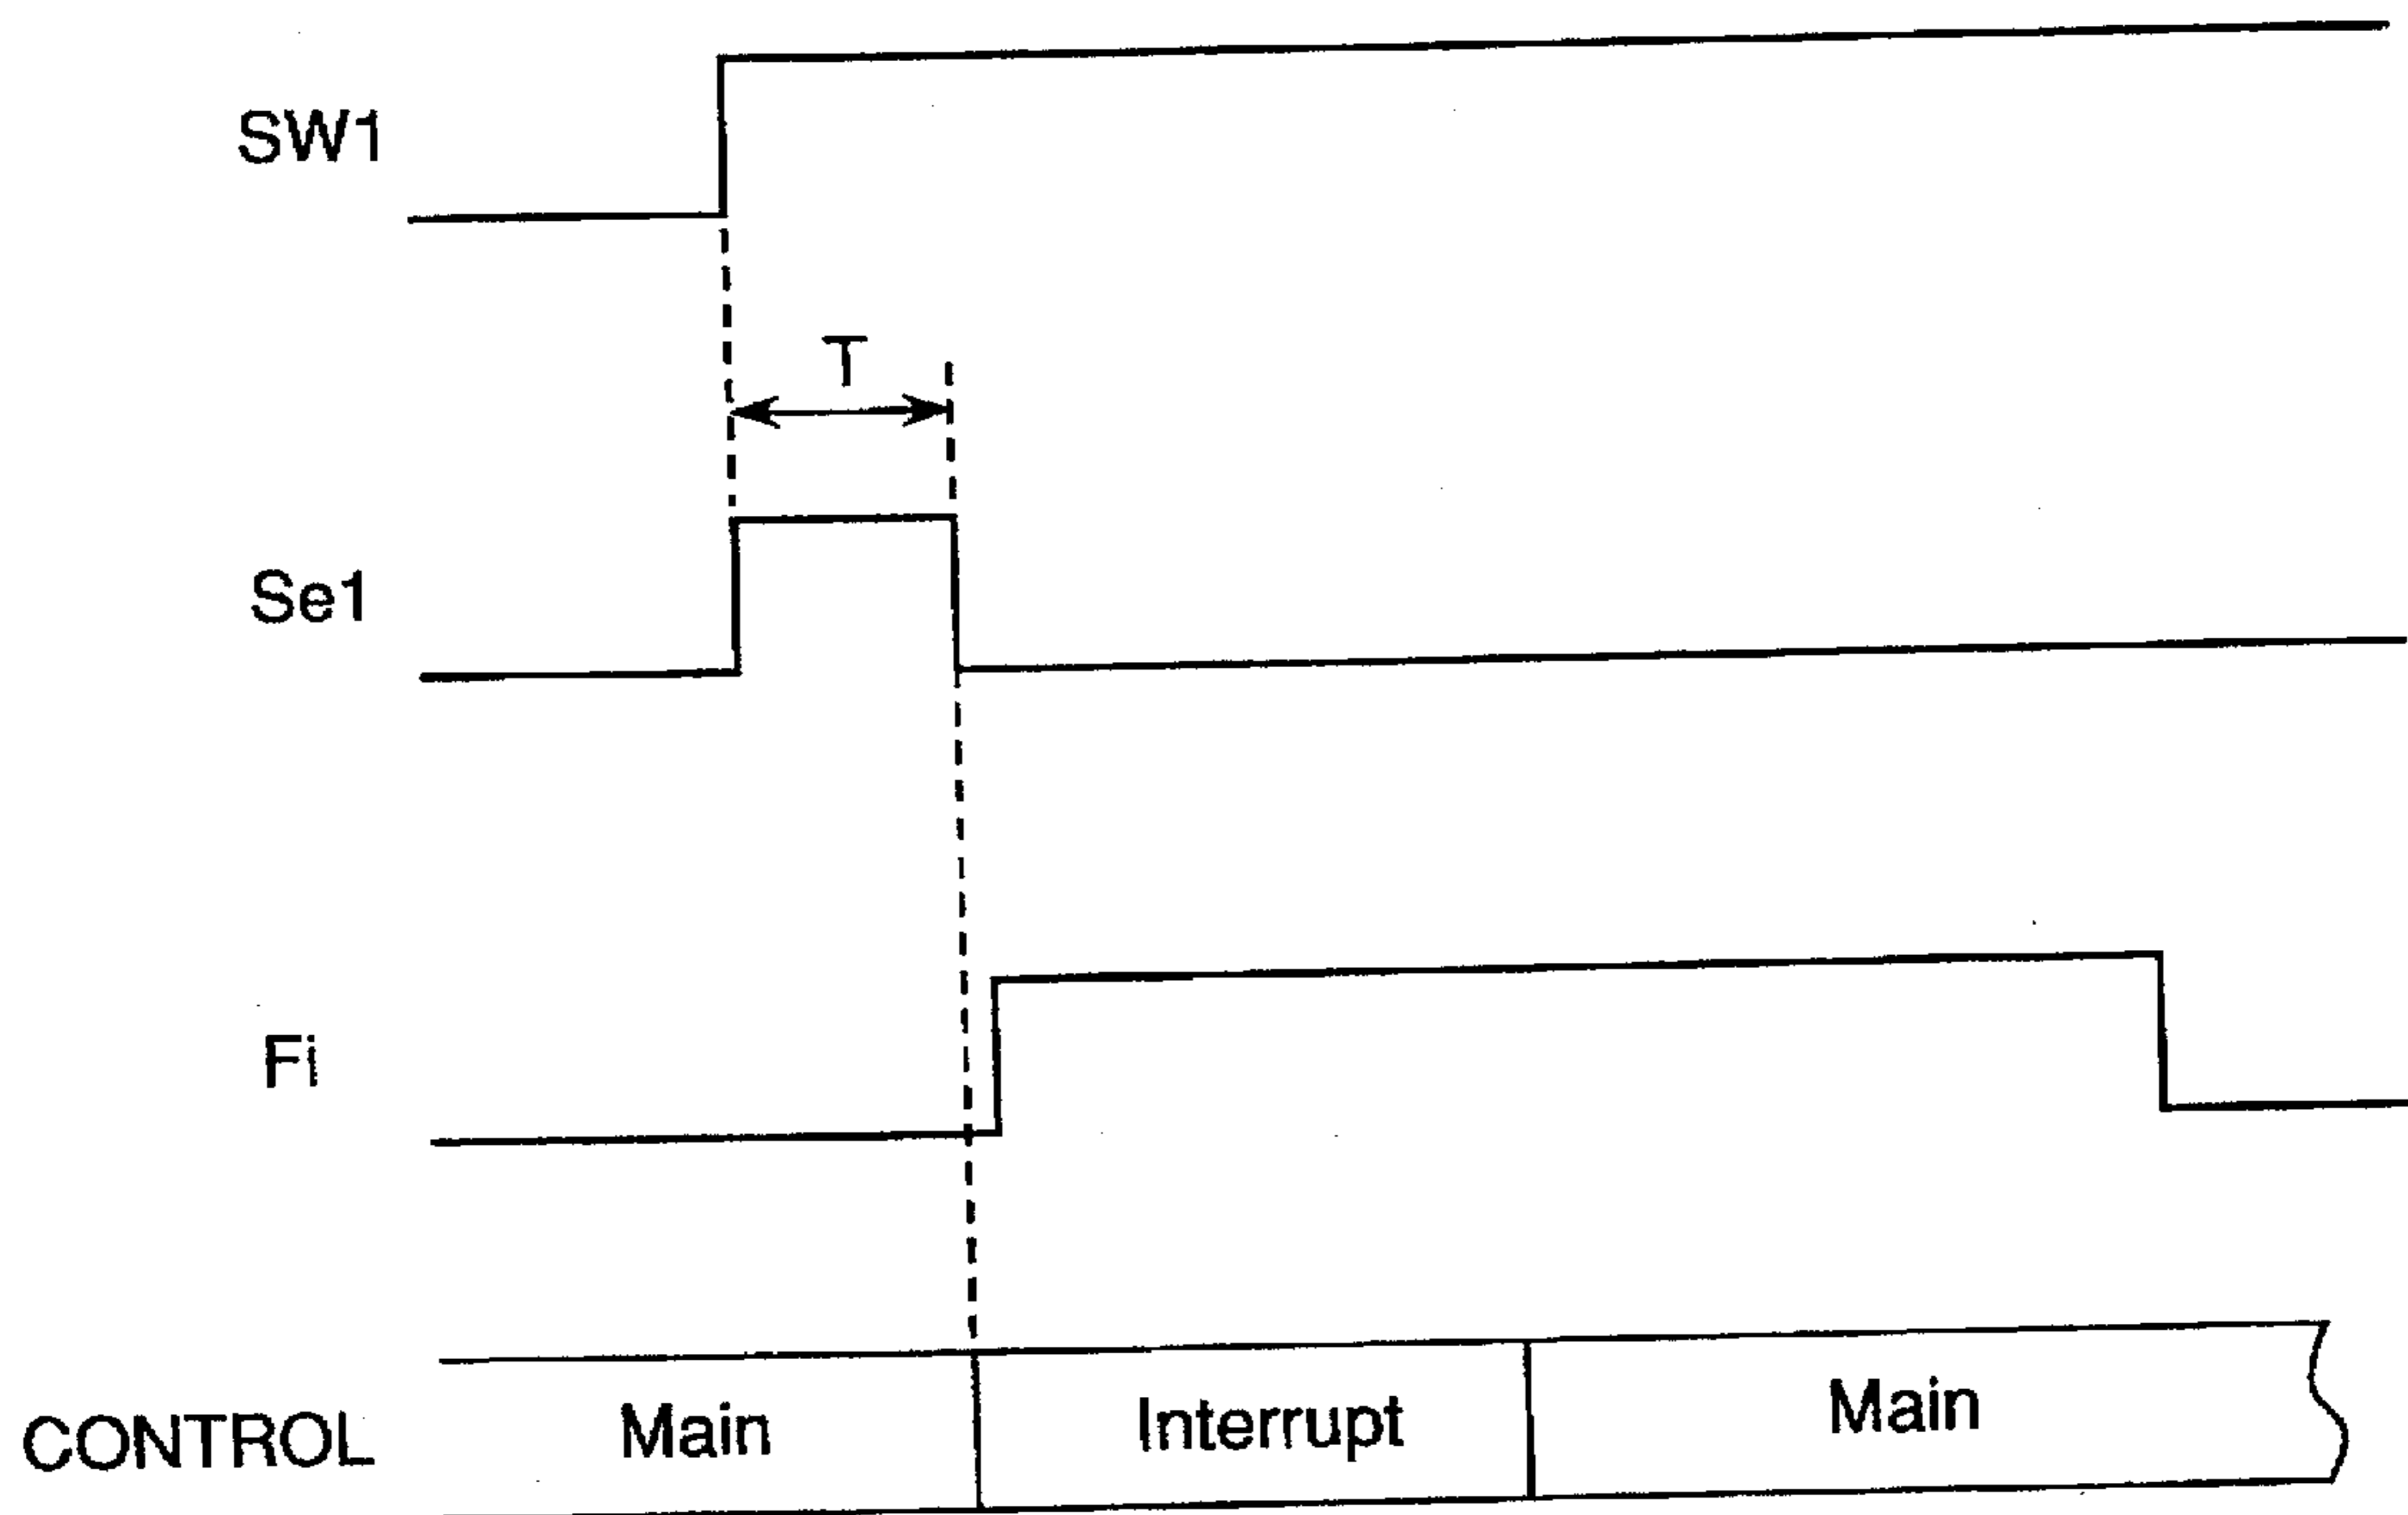 SW1
T
Se1
Fi
CONTROL Main Interrupt Main